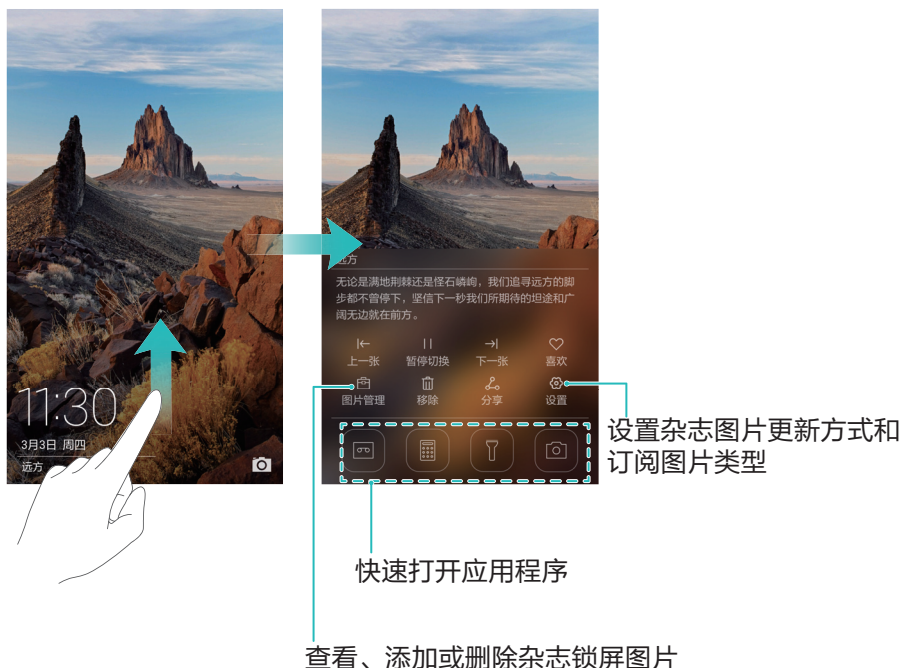 11:30
3月3日 周四
远方
远方
无论是满地荆棘还是怪石嶙峋，我们追寻远方的脚
步都不曾停下，坚信下一秒我们所期待的坦途和广
阔无边就在前方。
上一张 暂停切换 下一张 喜欢
图片管理 移除 分享 设置
设置杂志图片更新方式和
订阅图片类型
快速打开应用程序
查看、添加或删除杂志锁屏图片